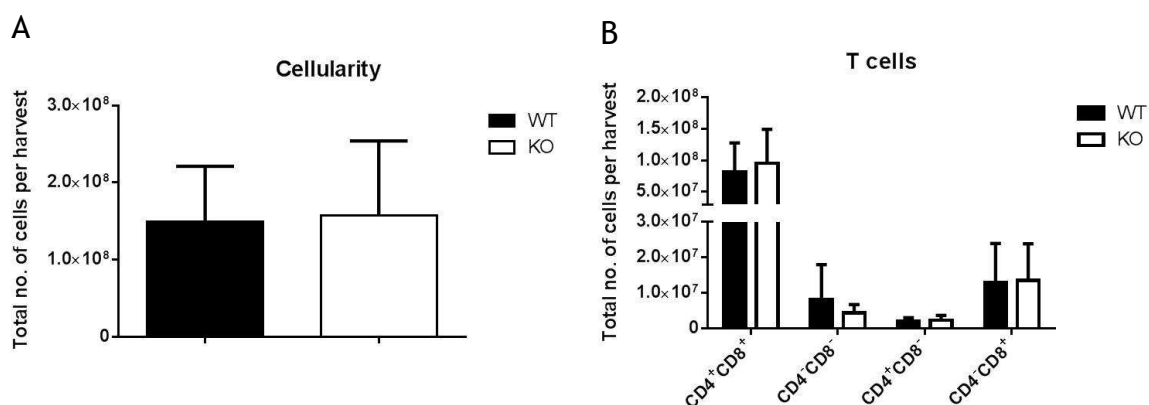 A
Cellularity
Total no. of cells per harvest
3.0×10⁸
2.0×10⁸
1.0×10⁸
0
WT
KO
B
T cells
Total no. of cells per harvest
2.0×10⁸
1.5×10⁸
1.0×10⁸
5.0×10⁷
3.0×10⁷
2.0×10⁷
1.0×10⁷
0
CD4⁺CD8⁺
CD4⁻CD8⁻
CD4⁺CD8⁻
CD4⁻CD8⁺
WT
KO